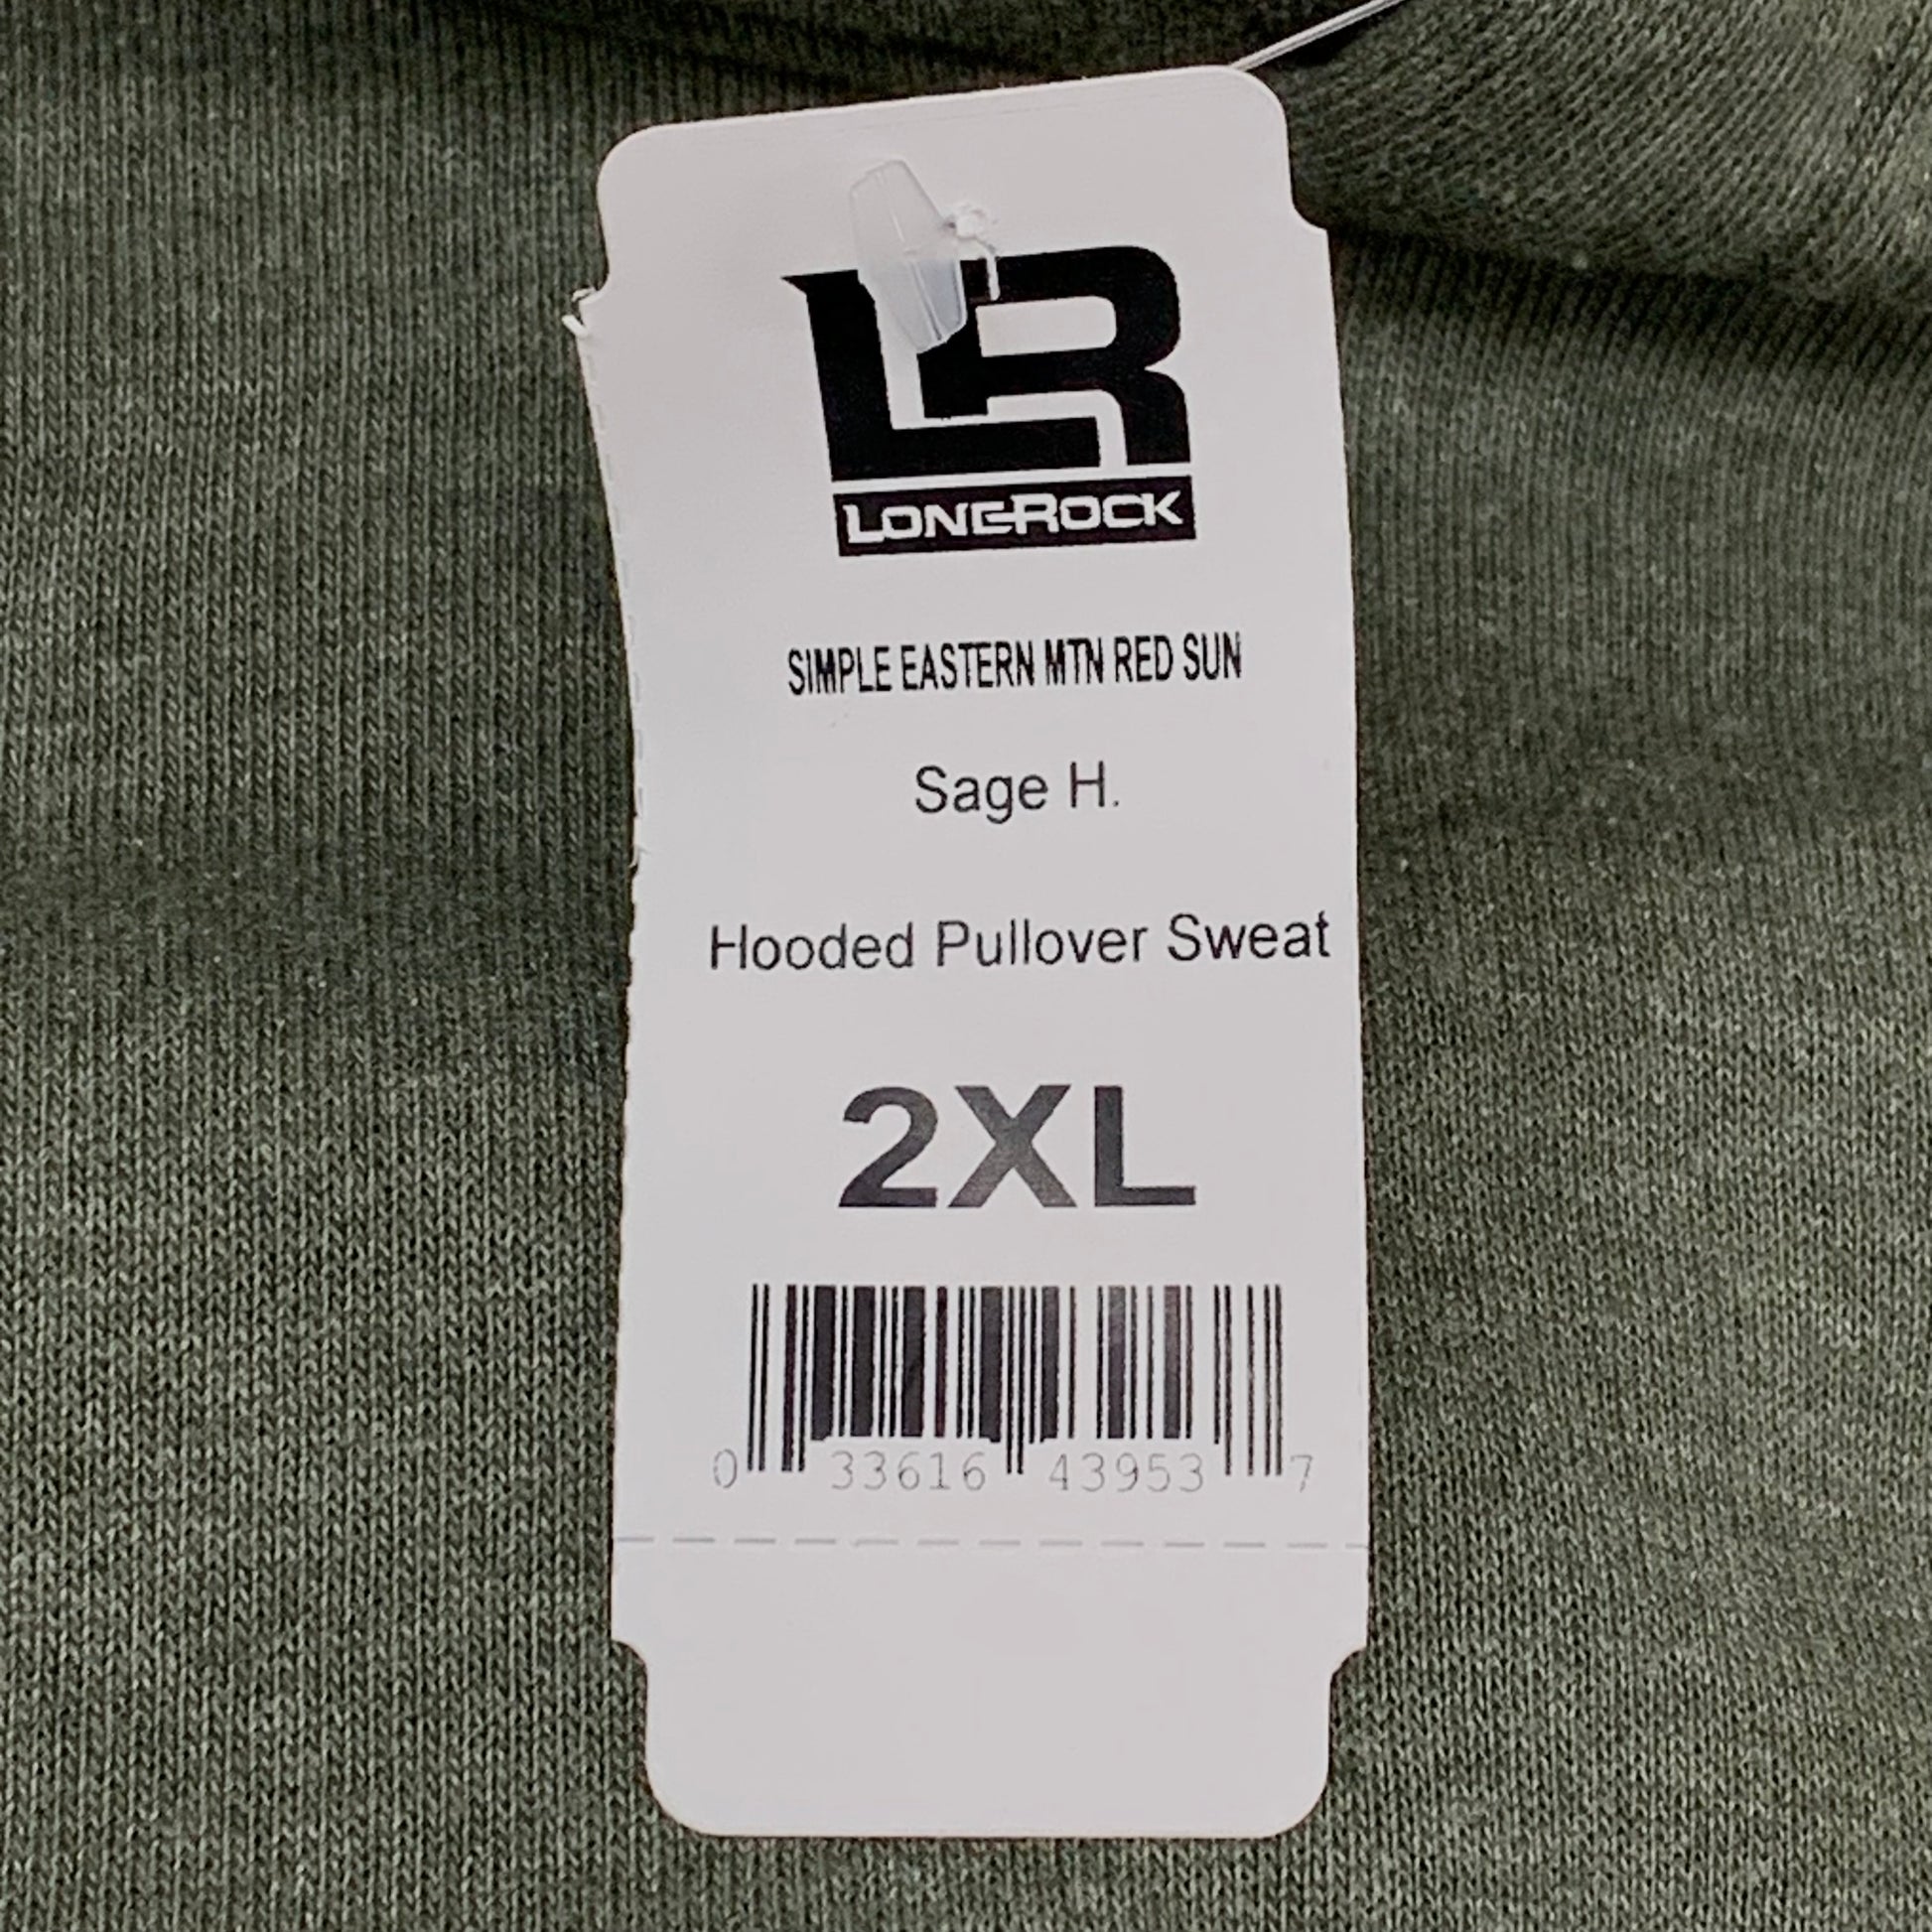 LR
LONEROCK
SIMPLE EASTERN MTN RED SUN
Sage H.
Hooded Pullover Sweat
2XL
0 33616 43953 7